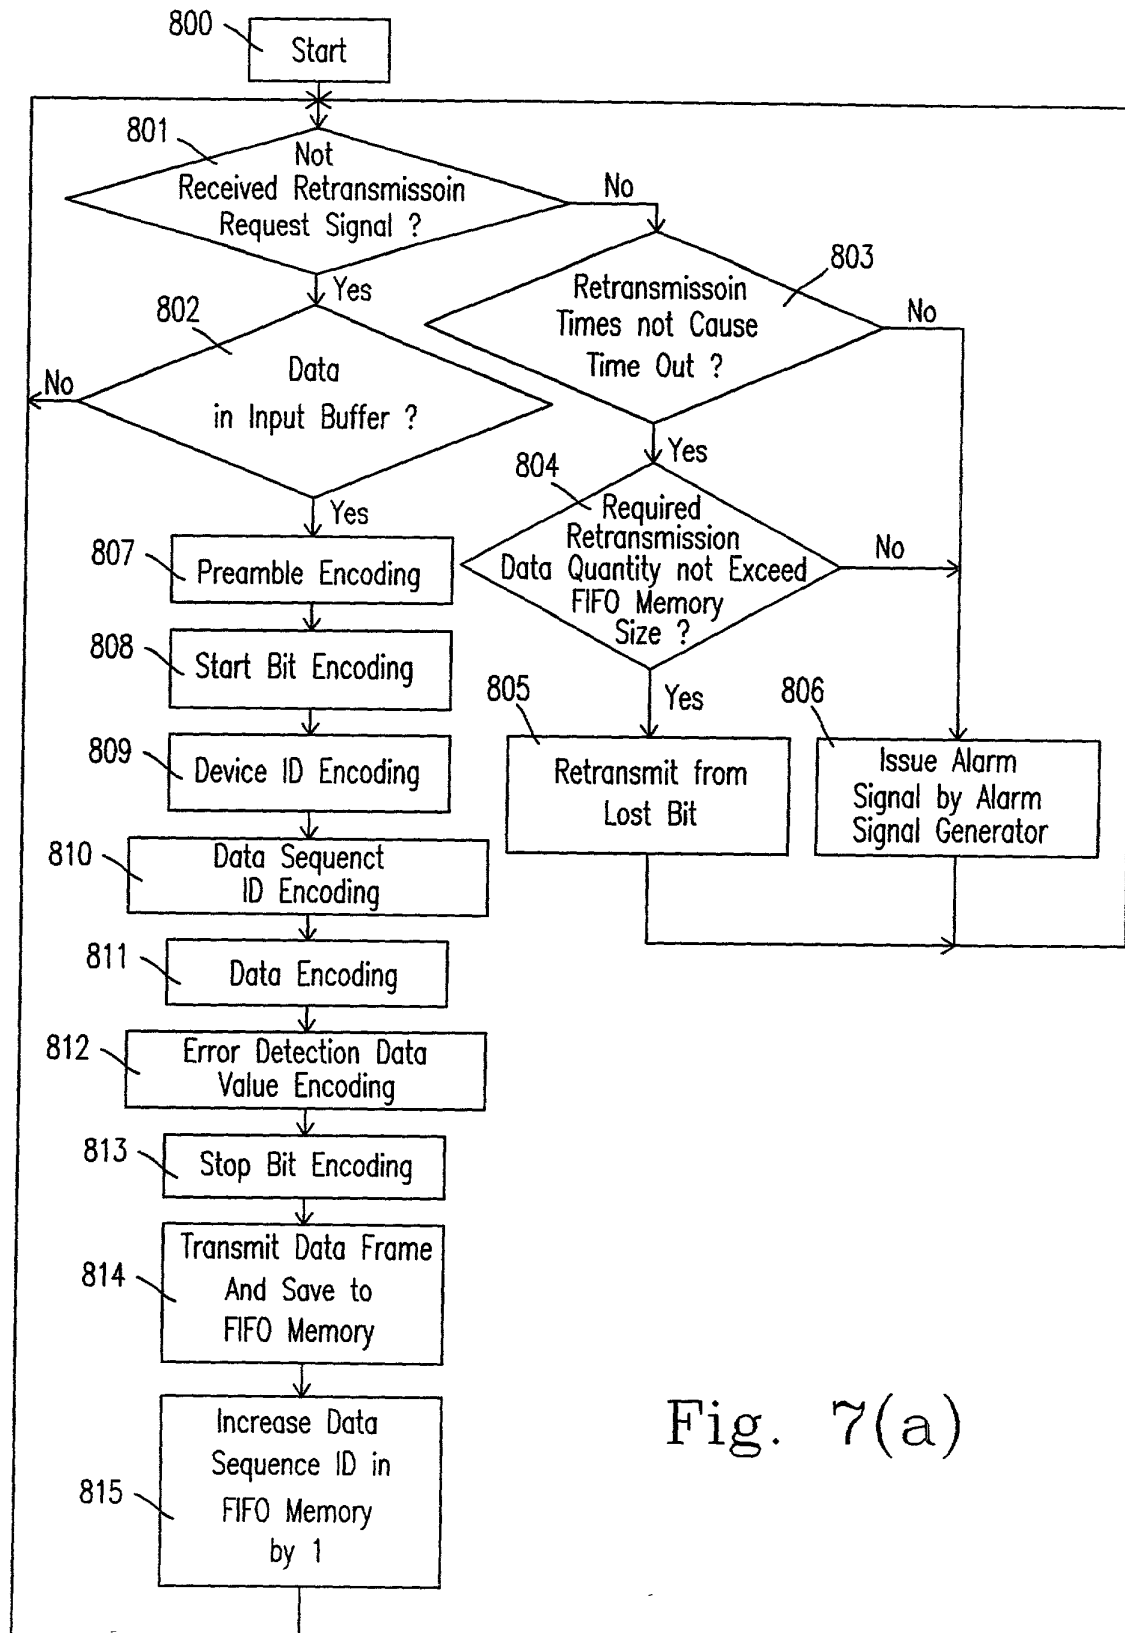 800
Start
801
Not
Received Retransmissoin
Request Signal ?
No
Yes
802
Data
in Input Buffer ?
No
Yes
803
Retransmissoin
Times not Cause
Time Out ?
No
Yes
804
Required
Retransmission
Data Quantity not Exceed
FIFO Memory
Size ?
No
Yes
805
Retransmit from
Lost Bit
806
Issue Alarm
Signal by Alarm
Signal Generator
807
Preamble Encoding
808
Start Bit Encoding
809
Device ID Encoding
810
Data Sequenct
ID Encoding
811
Data Encoding
812
Error Detection Data
Value Encoding
813
Stop Bit Encoding
814
Transmit Data Frame
And Save to
FIFO Memory
815
Increase Data
Sequence ID in
FIFO Memory
by 1
Fig. 7(a)